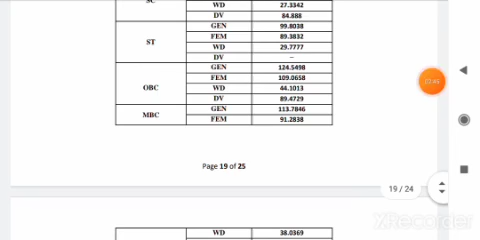 SC
WD 27.3342
DV 84.888
ST
GEN 99.8038
FEM 89.3832
WD 29.7777
DV –
OBC
GEN 124.5498
FEM 109.0658
WD 44.1013
DV 89.4729
MBC
GEN 113.7846
FEM 91.2838
Page 19 of 25
19 / 24
WD 38.0369
XRecorder